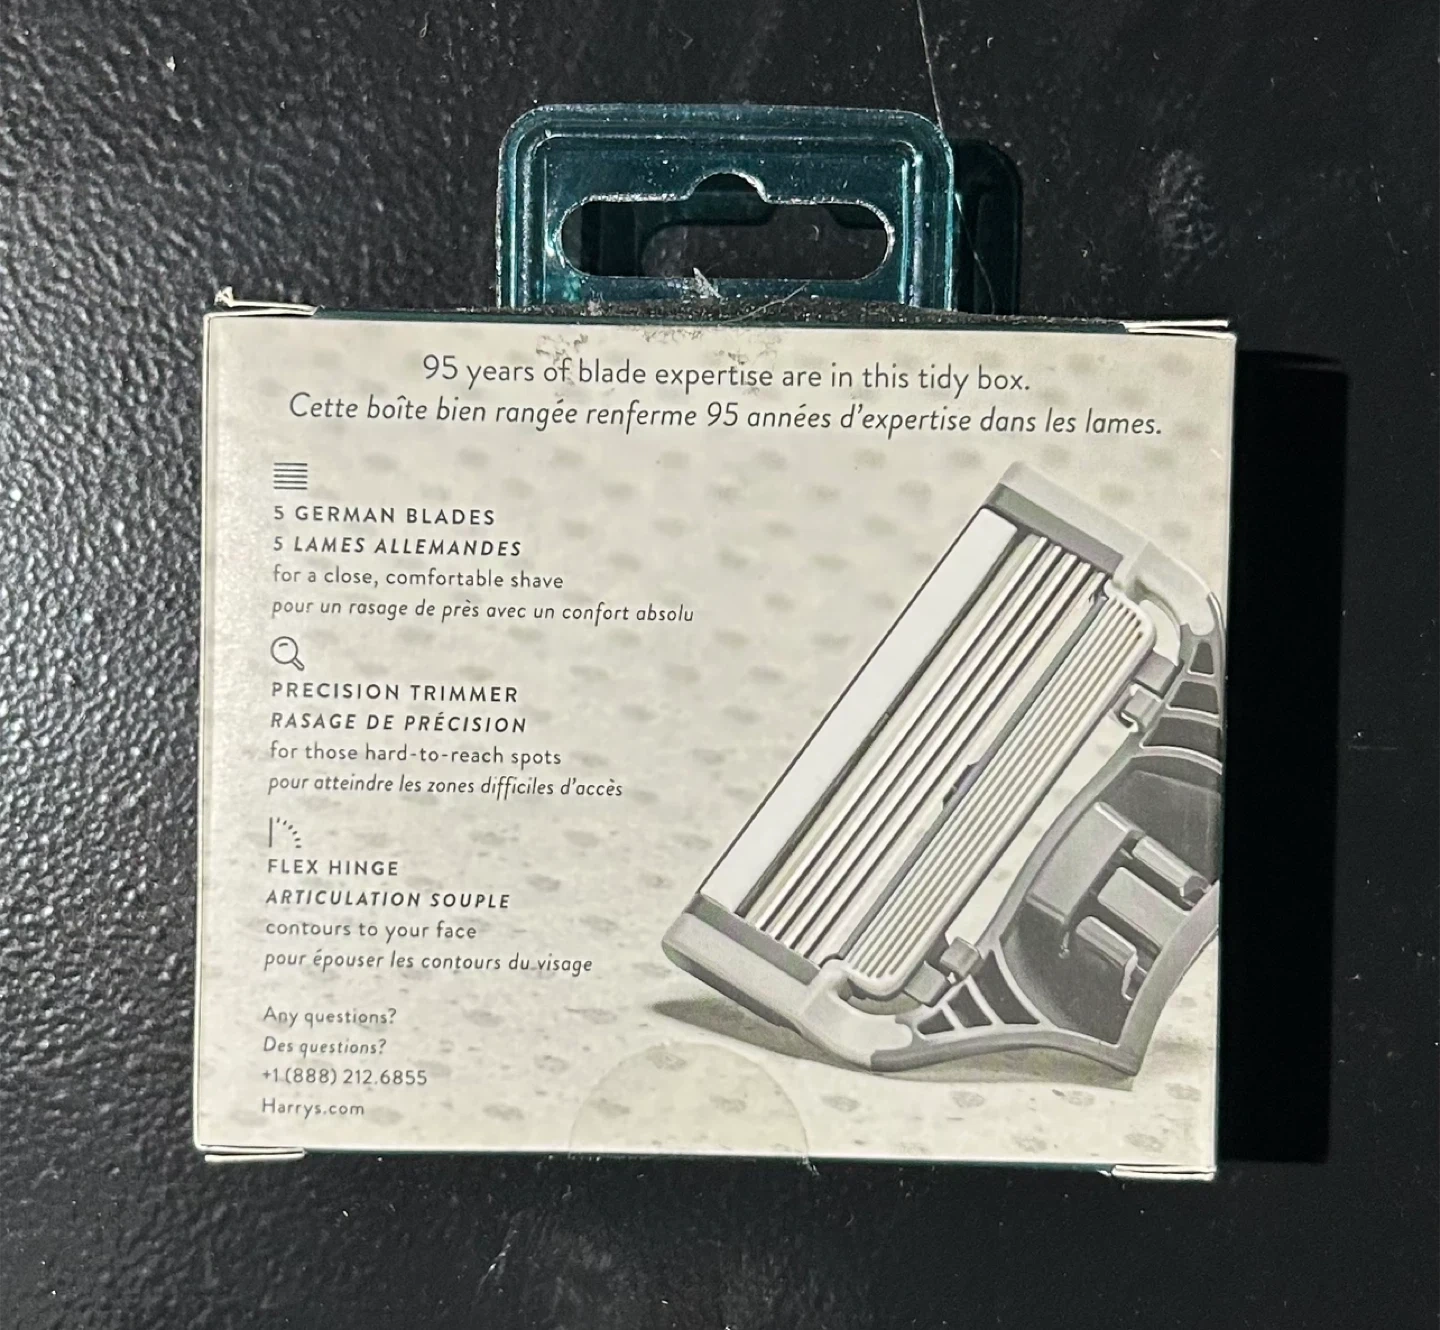 95 years of blade expertise are in this tidy box.
Cette boîte bien rangée renferme 95 années d'expertise dans les lames.
5 GERMAN BLADES
5 LAMES ALLEMANDES
for a close, comfortable shave
pour un rasage de près avec un confort absolu
PRECISION TRIMMER
RASAGE DE PRÉCISION
for those hard-to-reach spots
pour atteindre les zones difficiles d'accès
FLEX HINGE
ARTICULATION SOUPLE
contours to your face
pour épouser les contours du visage
Any questions?
Des questions?
+1 (888) 212.6855
Harrys.com